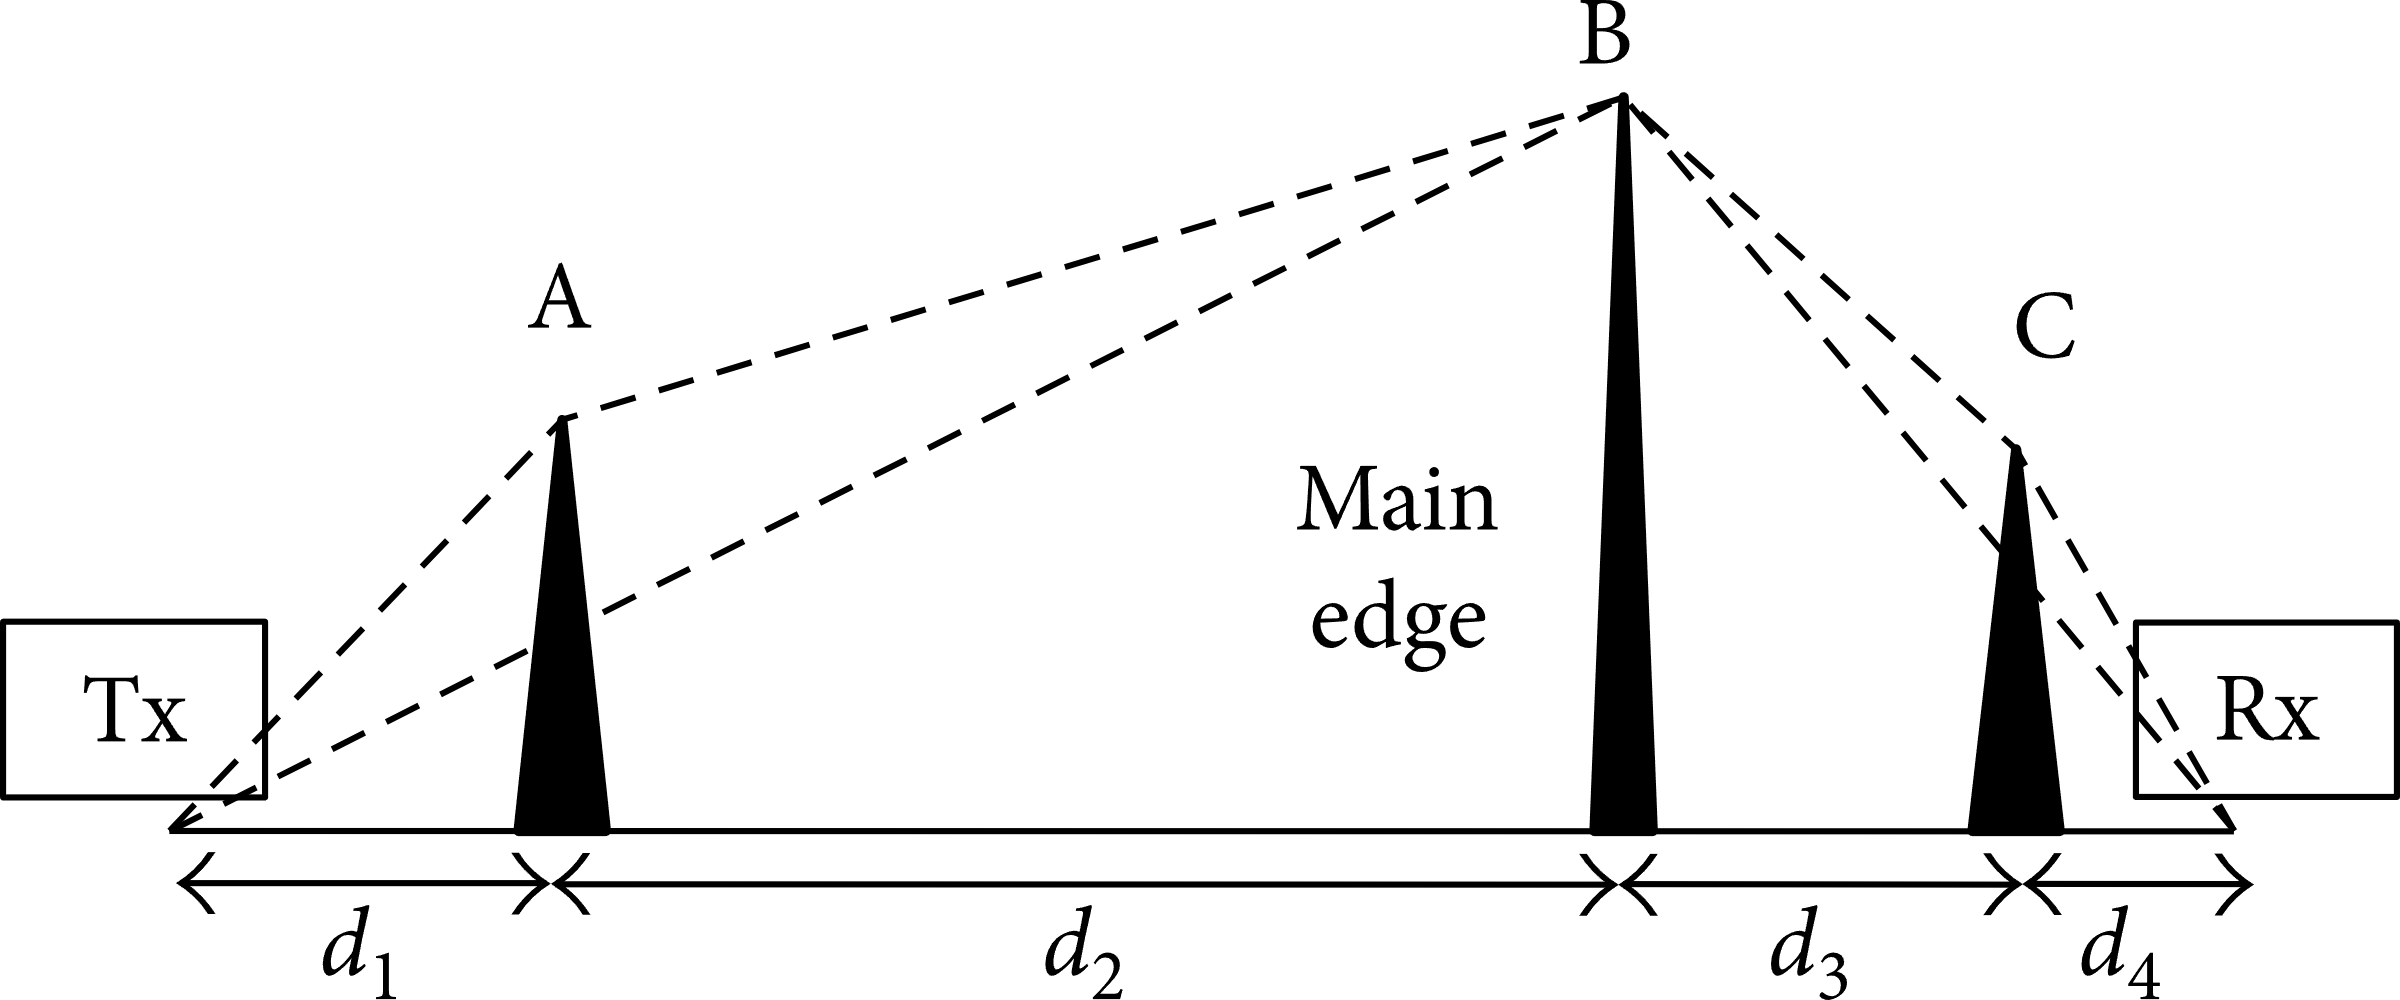 B
A
C
Main
edge
Tx
Rx
d₁
d₂
d₃
d₄